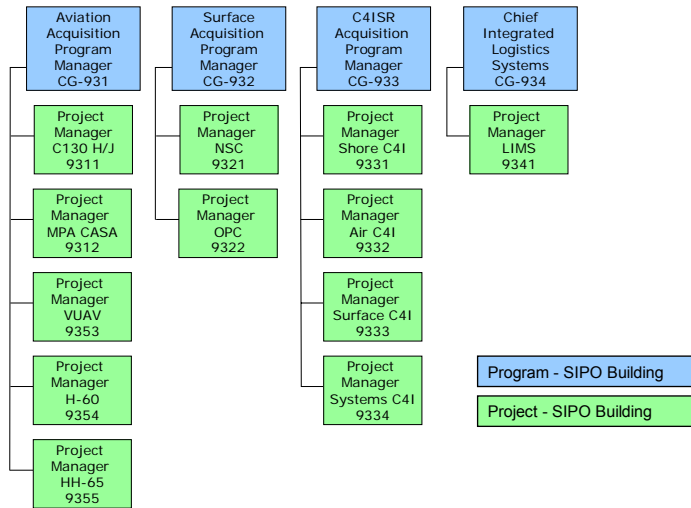 Aviation
Acquisition
Program
Manager
CG-931
Project
Manager
C130 H/J
9311
Project
Manager
MPA CASA
9312
Project
Manager
VUAV
9353
Project
Manager
H-60
9354
Project
Manager
HH-65
9355
Surface
Acquisition
Program
Manager
CG-932
Project
Manager
NSC
9321
Project
Manager
OPC
9322
C4ISR
Acquisition
Program
Manager
CG-933
Project
Manager
Shore C4I
9331
Project
Manager
Air C4I
9332
Project
Manager
Surface C4I
9333
Project
Manager
Systems C4I
9334
Chief
Integrated
Logistics
Systems
CG-934
Project
Manager
LIMS
9341
Program - SIPO Building
Project - SIPO Building